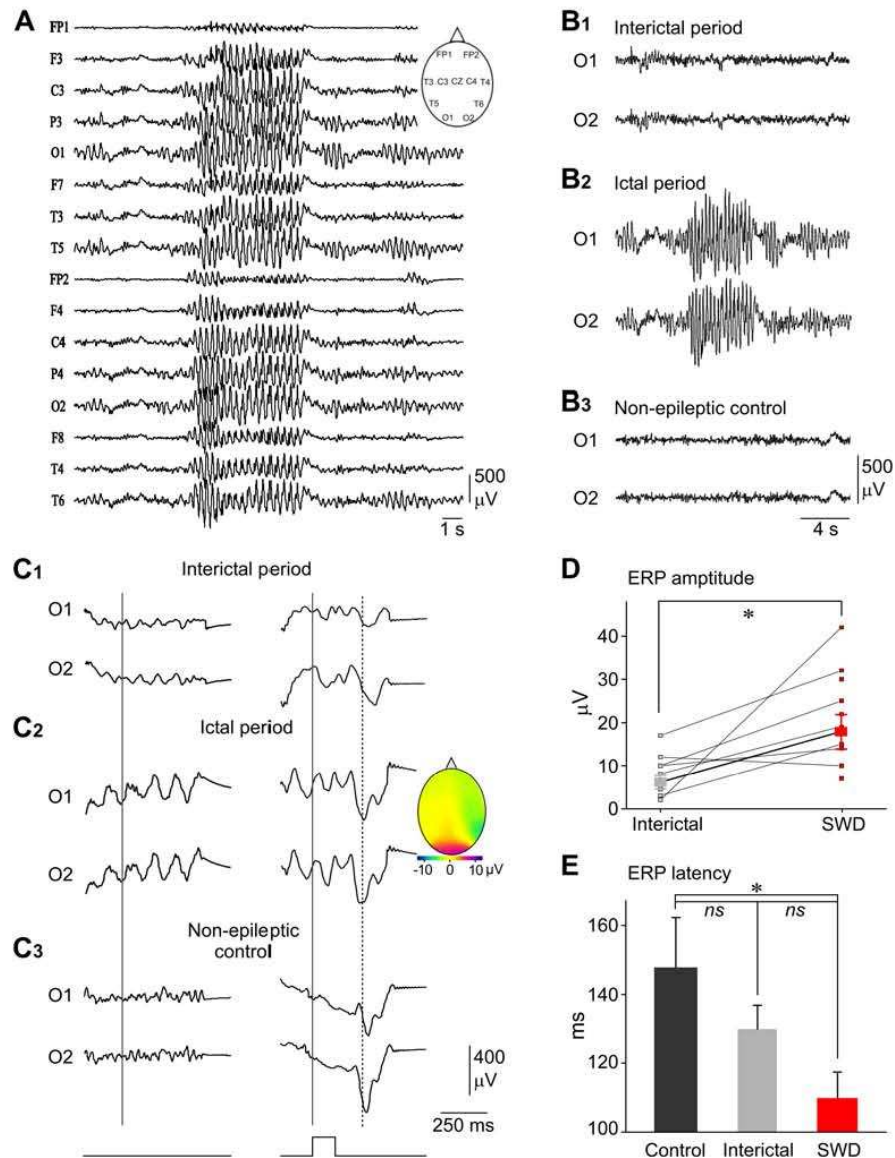 A
FP1
F3
C3
P3
O1
F7
T3
T5
FP2
F4
C4
P4
O2
F8
T4
T6
FP1 FP2
T3 C3 CZ C4 T4
T5 T6
O1 O2
500
µV
1 s
B1 Interictal period
O1
O2
B2 Ictal period
O1
O2
B3 Non-epileptic control
O1
O2
500
µV
4 s
C1 Interictal period
O1
O2
C2 Ictal period
O1
O2
-10 0 10 µV
C3 Non-epileptic
control
O1
O2
400
µV
250 ms
D ERP amplitude
*
µV
40
30
20
10
0
Interictal SWD
E ERP latency
*
ns ns
ms
160
140
120
100
Control Interictal SWD